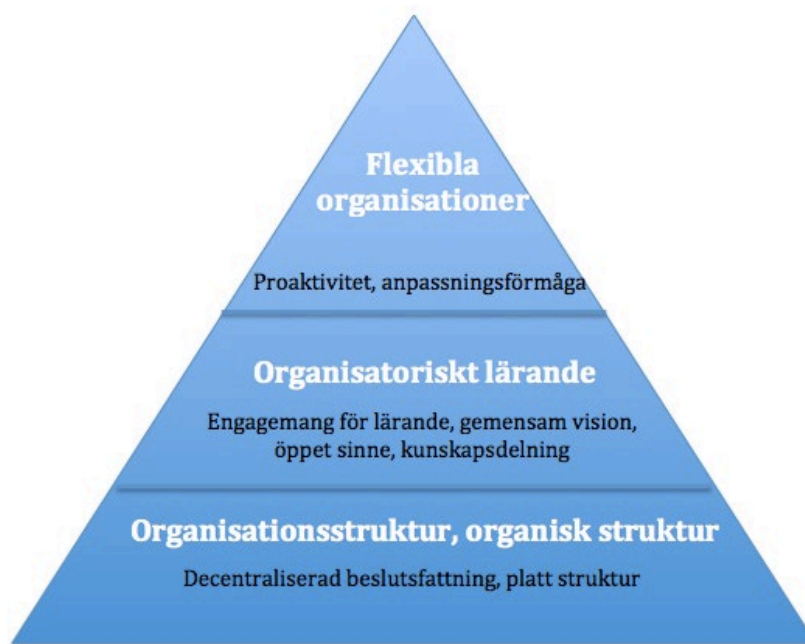 Flexibla
organisationer
Proaktivitet, anpassningsförmåga
Organisatoriskt lärande
Engagemang för lärande, gemensam vision,
öppet sinne, kunskapsdelning
Organisationsstruktur, organisk struktur
Decentraliserad beslutsfattning, platt struktur